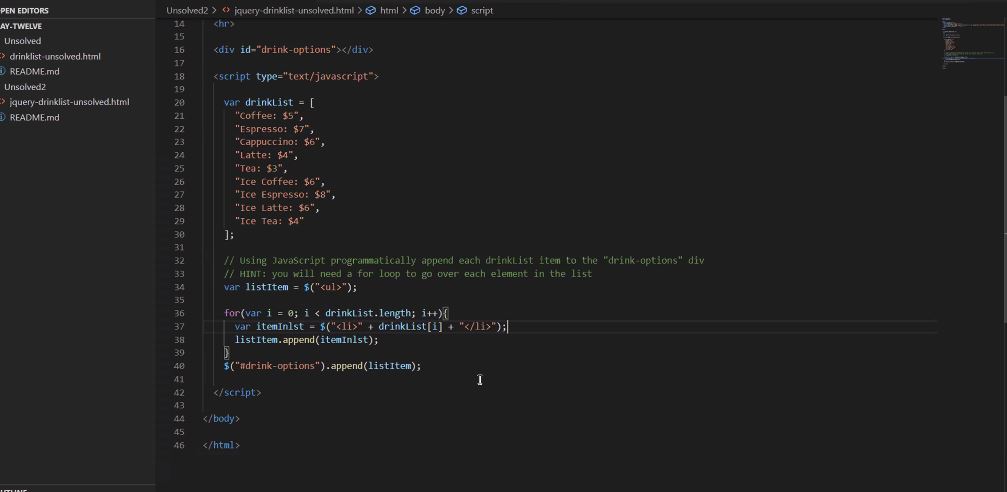 OPEN EDITORS
AY-TWELVE
Unsolved
drinklist-unsolved.html
README.md
Unsolved2
jquery-drinklist-unsolved.html
README.md
Unsolved2 > jquery-drinklist-unsolved.html > html > body > script
14 <hr>
15
16 <div id="drink-options"></div>
17
18 <script type="text/javascript">
19
20 var drinkList = [
21 "Coffee: $5",
22 "Espresso: $7",
23 "Cappuccino: $6",
24 "Latte: $4",
25 "Tea: $3",
26 "Ice Coffee: $6",
27 "Ice Espresso: $8",
28 "Ice Latte: $6",
29 "Ice Tea: $4"
30 ];
31
32 // Using JavaScript programmatically append each drinkList item to the "drink-options" div
33 // HINT: you will need a for loop to go over each element in the list
34 var listItem = $("<ul>");
35
36 for(var i = 0; i < drinkList.length; i++){
37 var itemInlst = $("<li>" + drinkList[i] + "</li>");
38 listItem.append(itemInlst);
39 }
40 $("#drink-options").append(listItem);
41
42 </script>
43
44 </body>
45
46 </html>